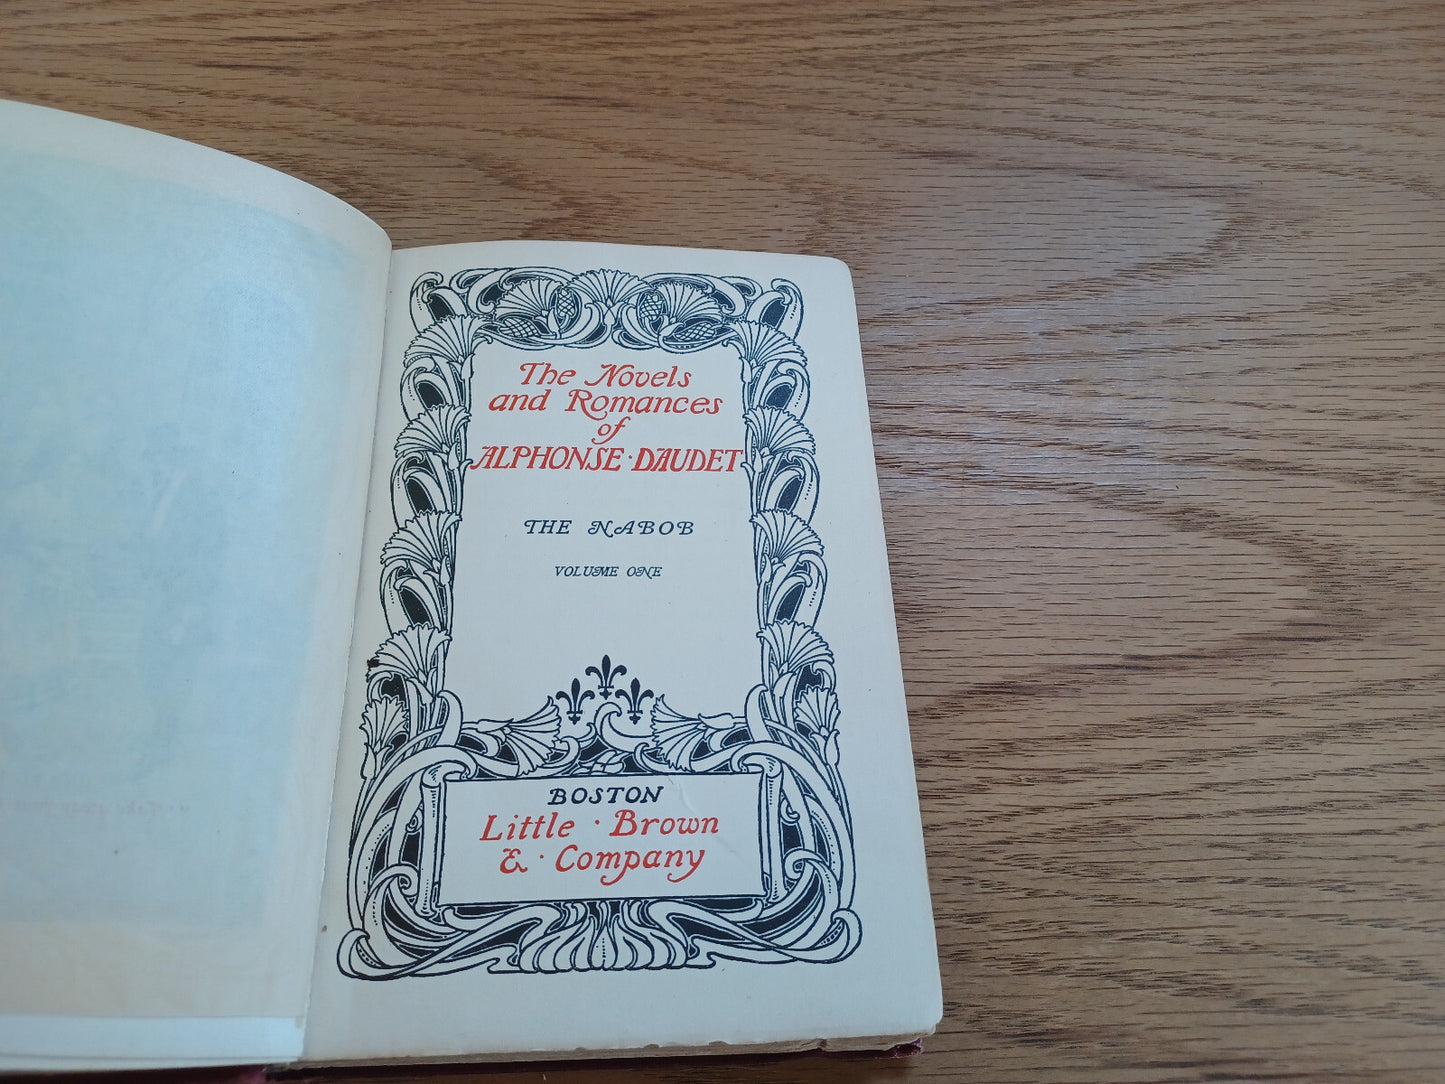 The Novels
and Romances
of
ALPHONSE · DAUDET
THE NABOB
VOLUME ONE
BOSTON
Little · Brown
& · Company